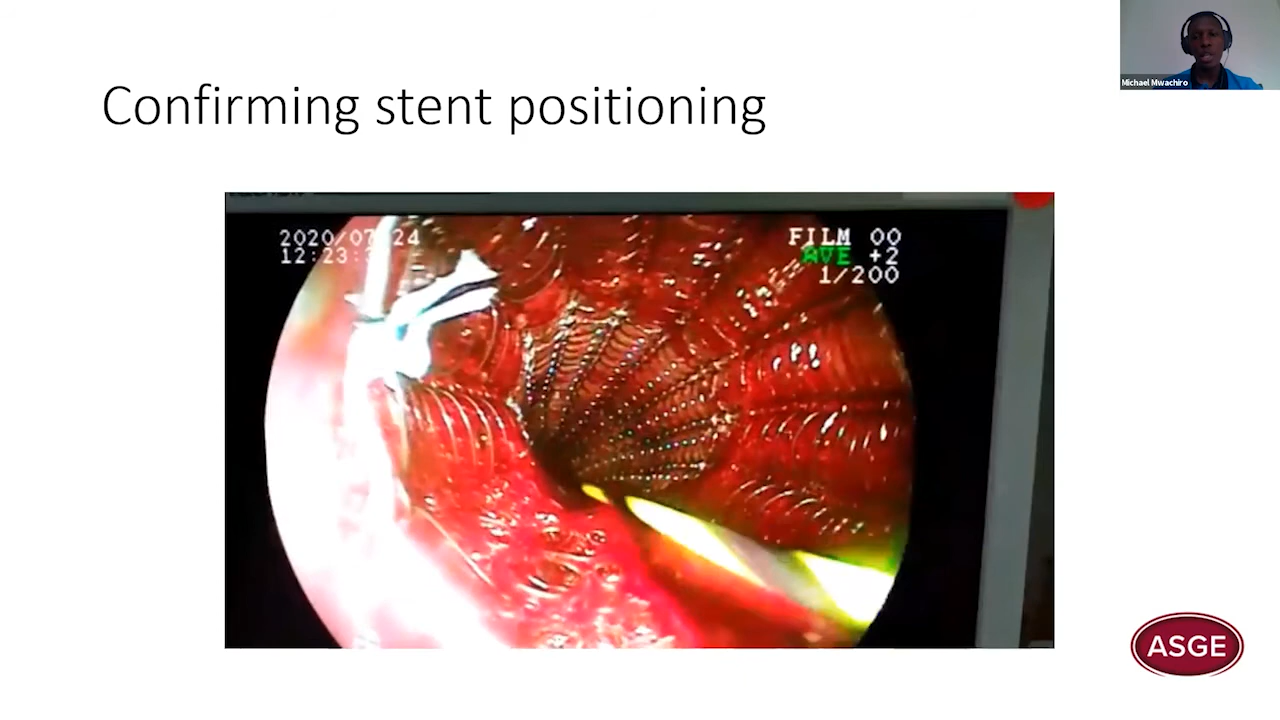 Michael Mwachiro
Confirming stent positioning
2020/07 24
12:23:
FILM 00
AVE +2
1/200
ASGE